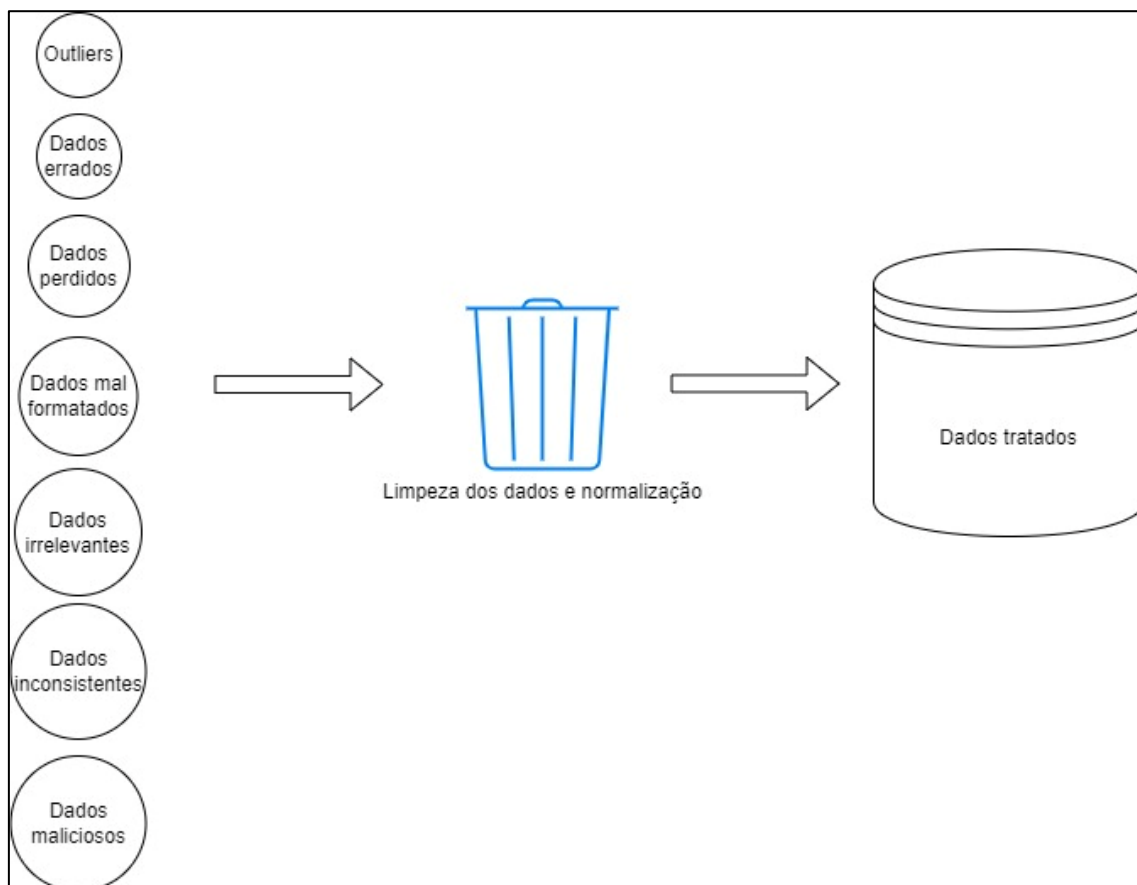 Outliers
Dados
errados
Dados
perdidos
Dados mal
formatados
Dados
irrelevantes
Dados
inconsistentes
Dados
maliciosos
Limpeza dos dados e normalização
Dados tratados